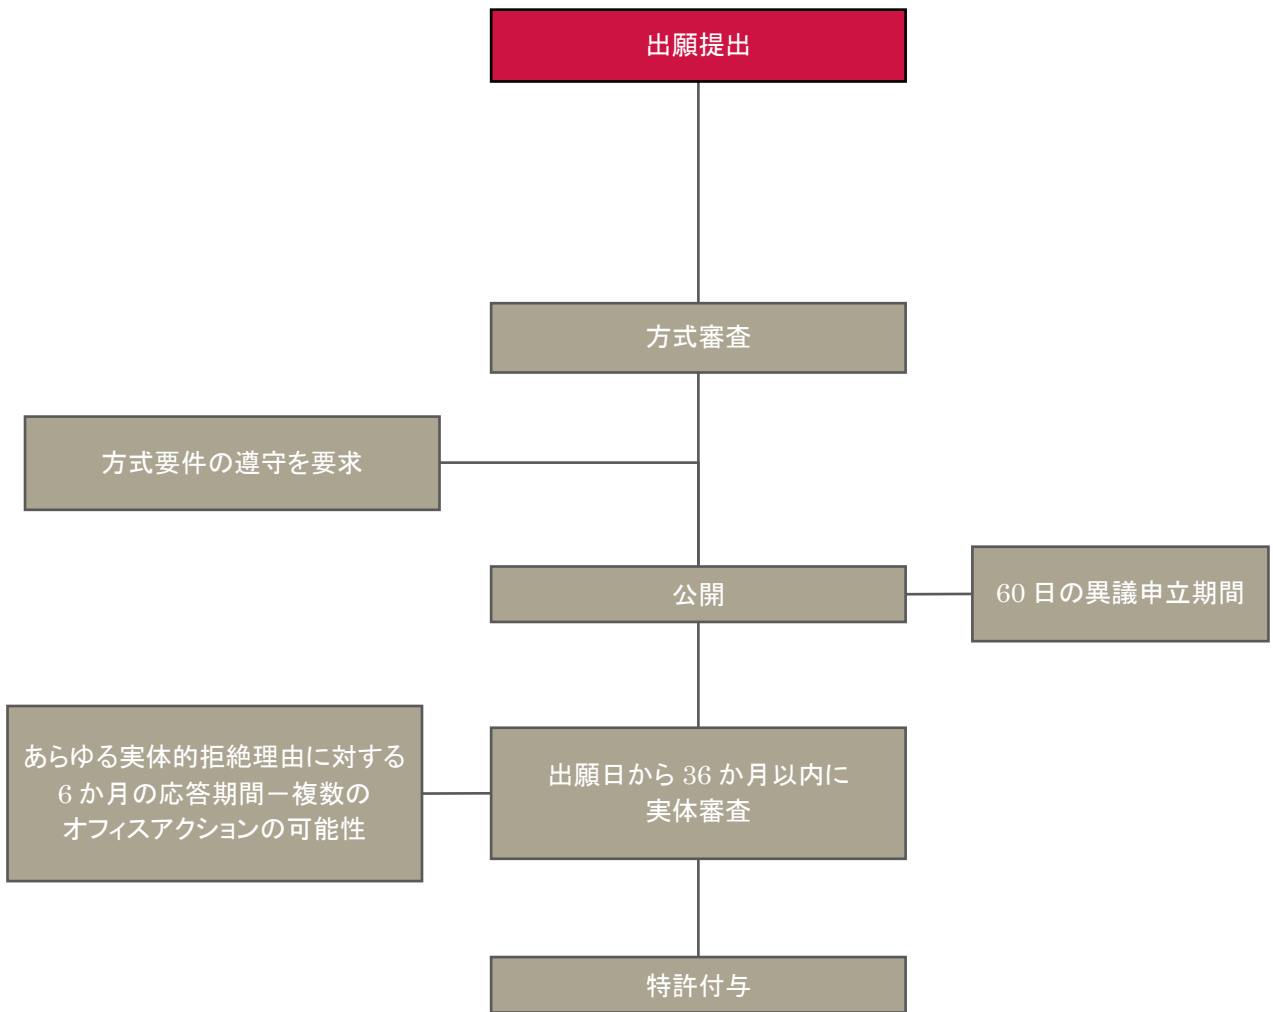 出願提出
方式審査
方式要件の遵守を要求
公開
60 日の異議申立期間
あらゆる実体的拒絶理由に対する
6 か月の応答期間－複数の
オフィスアクションの可能性
出願日から 36 か月以内に
実体審査
特許付与